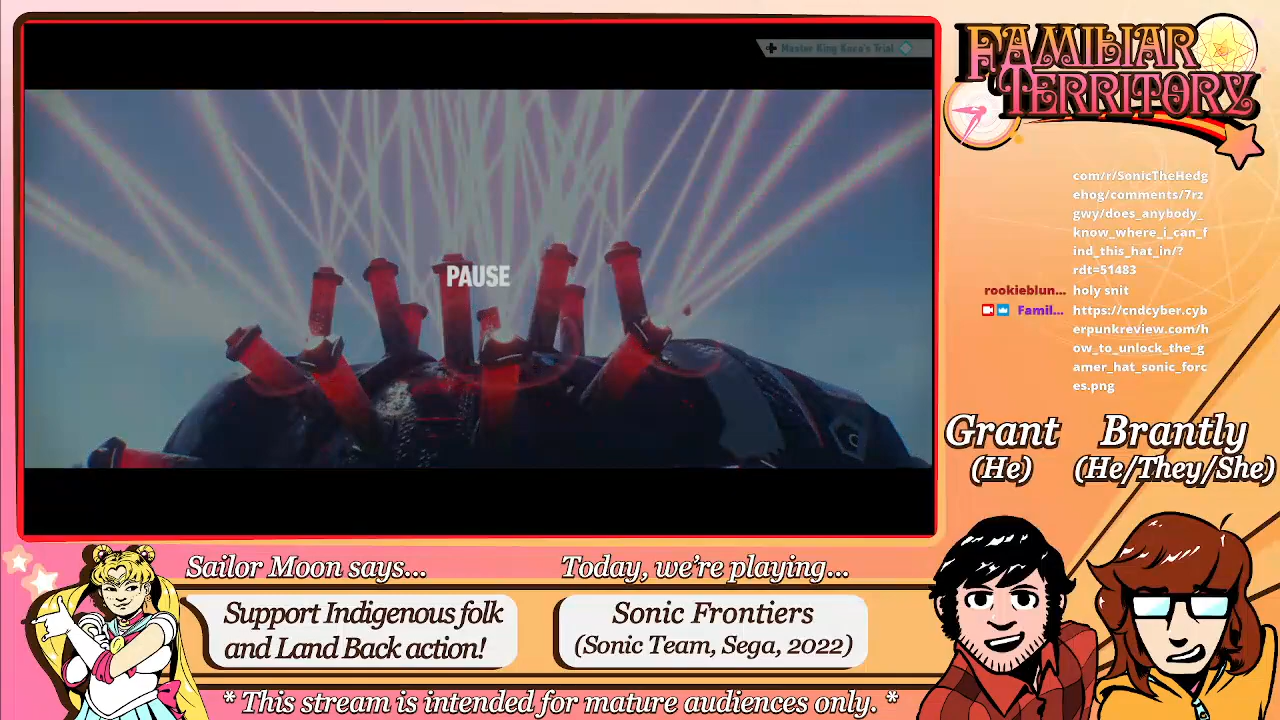 Master King Koco's Trial
PAUSE
FAMILIAR
TERRITORY
com/r/SonicTheHedg
ehog/comments/7rz
gwy/does_anybody_
know_where_i_can_f
ind_this_hat_in/?
rdt=51483
rookieblun... holy snit
Famil... https://cndcyber.cyb
erpunkreview.com/h
ow_to_unlock_the_g
amer_hat_sonic_forc
es.png
Grant
(He)
Brantly
(He/They/She)
Sailor Moon says...
Support Indigenous folk
and Land Back action!
Today, we're playing...
Sonic Frontiers
(Sonic Team, Sega, 2022)
* This stream is intended for mature audiences only. *